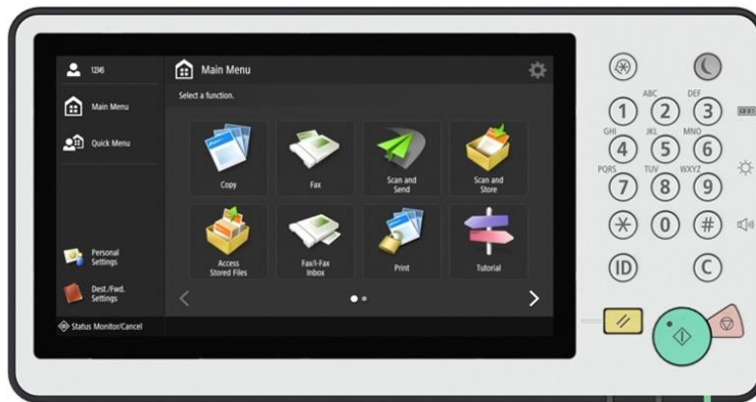 12345
Main Menu
Select a function.
Main Menu
Quick Menu
Copy
Fax
Scan and
Send
Scan and
Store
Access
Stored Files
Fax/I-Fax
Inbox
Print
Tutorial
Personal
Settings
Dest./Fwd.
Settings
Status Monitor/Cancel
ABC
DEF
1
2
3
GHI
JKL
MNO
4
5
6
PQRS
TUV
WXYZ
7
8
9
0
#
ID
C